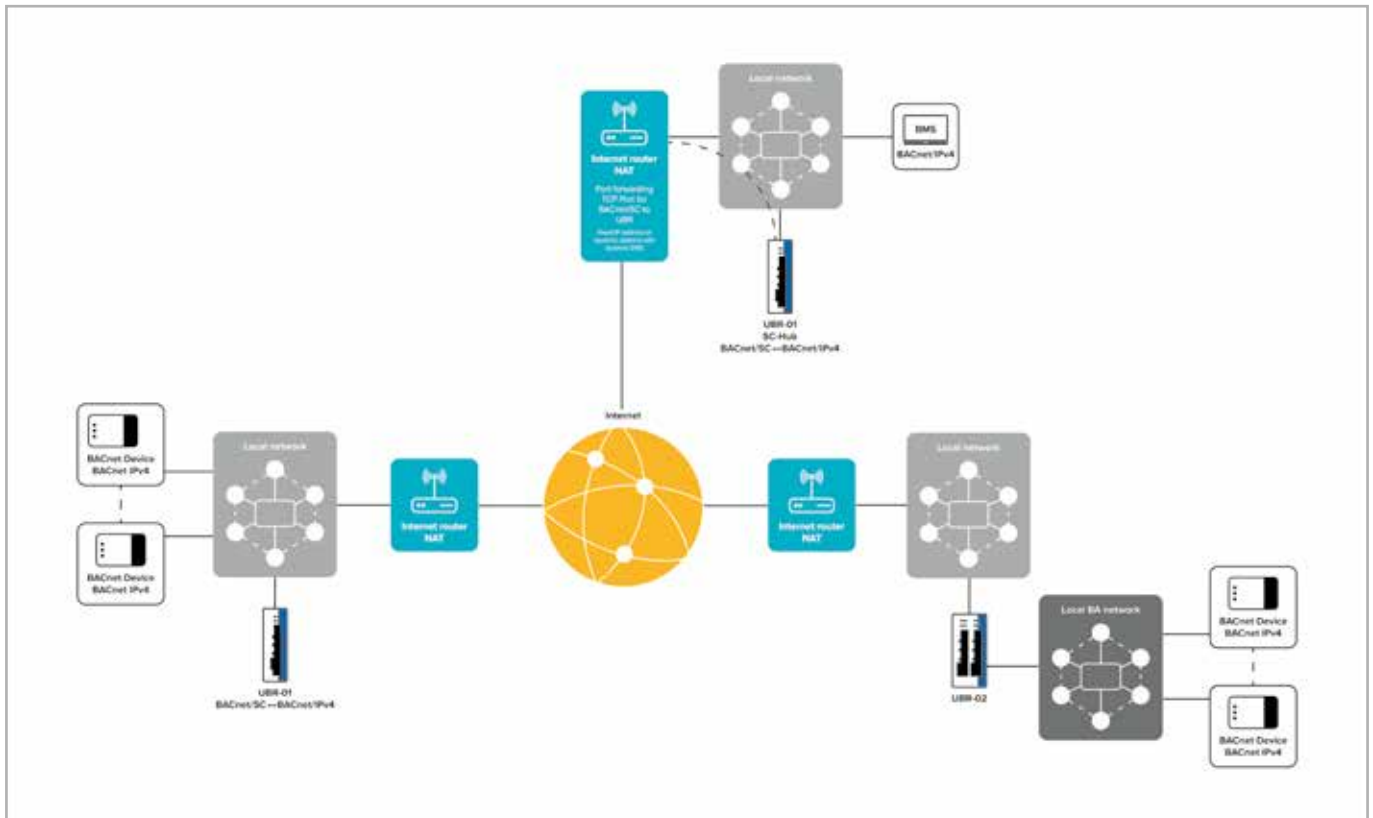 Local network
Internet router
NAT
Port forwarding
TCP Port for
BACnet/SC to
UBR
BMS
BACnet/IPv4
UBR-01
SC-Hub
BACnet/SC↔BACnet/IPv4
Internet
BACnet Device
BACnet IPv4
BACnet Device
BACnet IPv4
Local network
Internet router
NAT
UBR-01
BACnet/SC↔BACnet/IPv4
Internet router
NAT
Local network
UBR-02
Local BA network
BACnet Device
BACnet IPv4
BACnet Device
BACnet IPv4